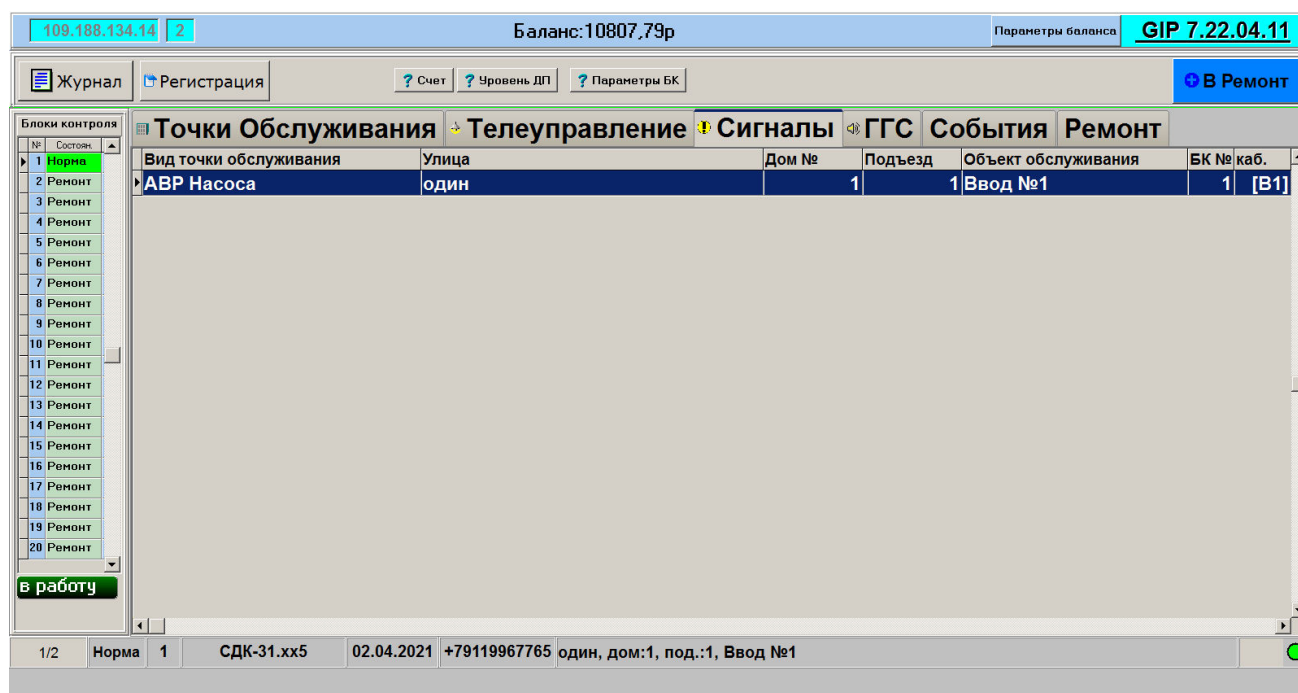 109.188.134.14 2 Баланс:10807,79р Параметры баланса GIP 7.22.04.11
Журнал Регистрация ? Счет ? Уровень ДП ? Параметры БК В Ремонт
Блоки контроля Точки Обслуживания Телеуправление Сигналы ГГС События Ремонт
№ Состоян. Вид точки обслуживания Улица Дом № Подъезд Объект обслуживания БК № каб.
1 Норма АВР Насоса один 1 1 Ввод №1 1 [В1]
2 Ремонт
3 Ремонт
4 Ремонт
5 Ремонт
6 Ремонт
7 Ремонт
8 Ремонт
9 Ремонт
10 Ремонт
11 Ремонт
12 Ремонт
13 Ремонт
14 Ремонт
15 Ремонт
16 Ремонт
17 Ремонт
18 Ремонт
19 Ремонт
20 Ремонт
в работу
1/2 Норма 1 СДК-31.хх5 02.04.2021 +79119967765 один, дом:1, под.:1, Ввод №1